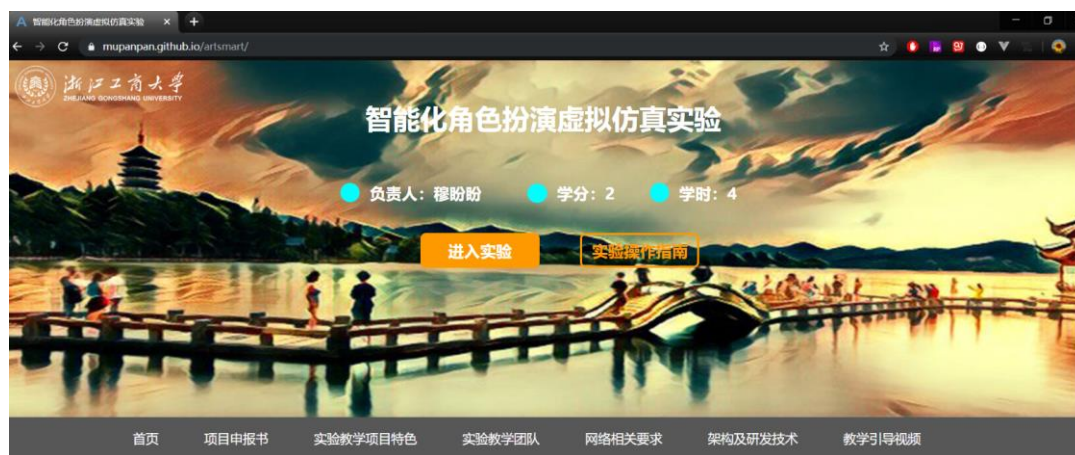 智能化角色扮演虚拟仿真实验
mupanpan.github.io/artsmart/
浙江工商大学
ZHEJIANG GONGSHANG UNIVERSITY
智能化角色扮演虚拟仿真实验
负责人：穆盼盼 学分：2 学时：4
进入实验 实验操作指南
首页 项目申报书 实验教学项目特色 实验教学团队 网络相关要求 架构及研发技术 教学引导视频